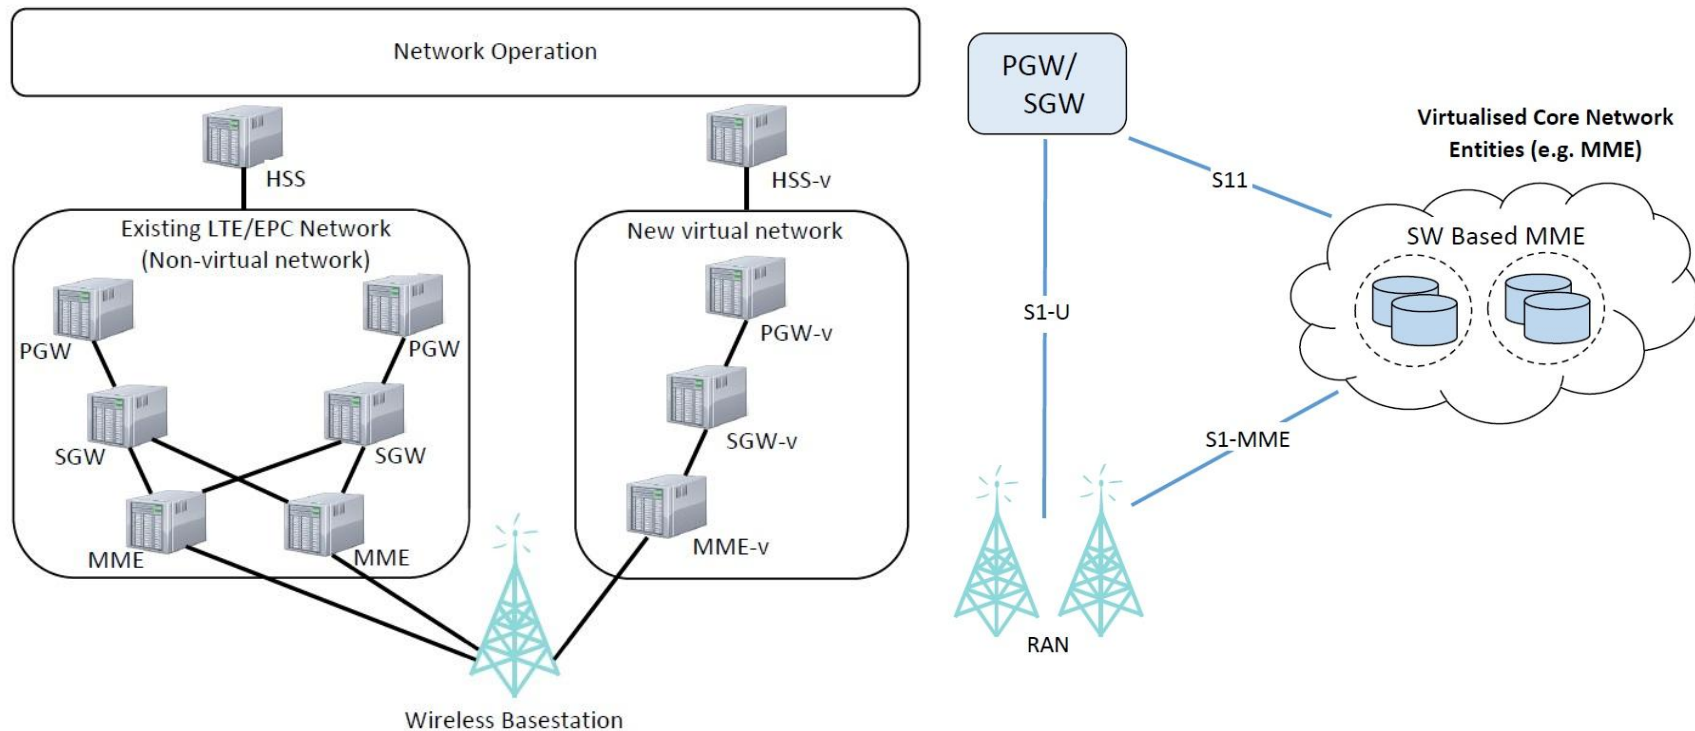 Network Operation
HSS
HSS-v
Existing LTE/EPC Network
(Non-virtual network)
PGW
PGW
SGW
SGW
MME
MME
New virtual network
PGW-v
SGW-v
MME-v
Wireless Basestation
PGW/
SGW
Virtualised Core Network
Entities (e.g. MME)
S11
SW Based MME
S1-U
S1-MME
RAN